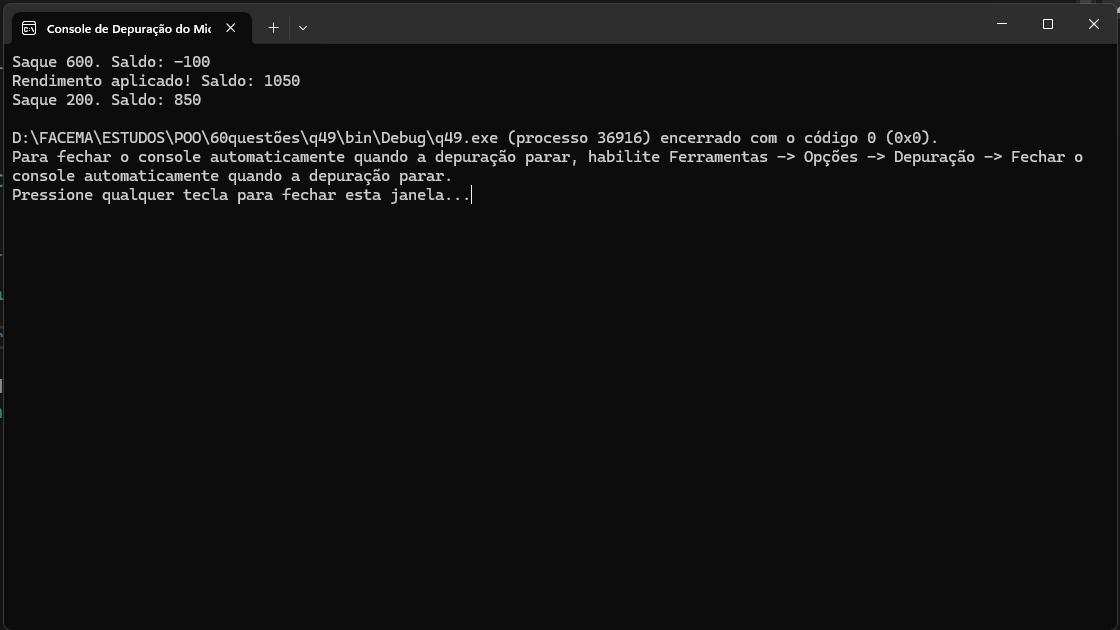 Console de Depuração do Mic
Saque 600. Saldo: -100
Rendimento aplicado! Saldo: 1050
Saque 200. Saldo: 850
D:\FACEMA\ESTUDOS\POO\60questões\q49\bin\Debug\q49.exe (processo 36916) encerrado com o código 0 (0x0).
Para fechar o console automaticamente quando a depuração parar, habilite Ferramentas -> Opções -> Depuração -> Fechar o
console automaticamente quando a depuração parar.
Pressione qualquer tecla para fechar esta janela...